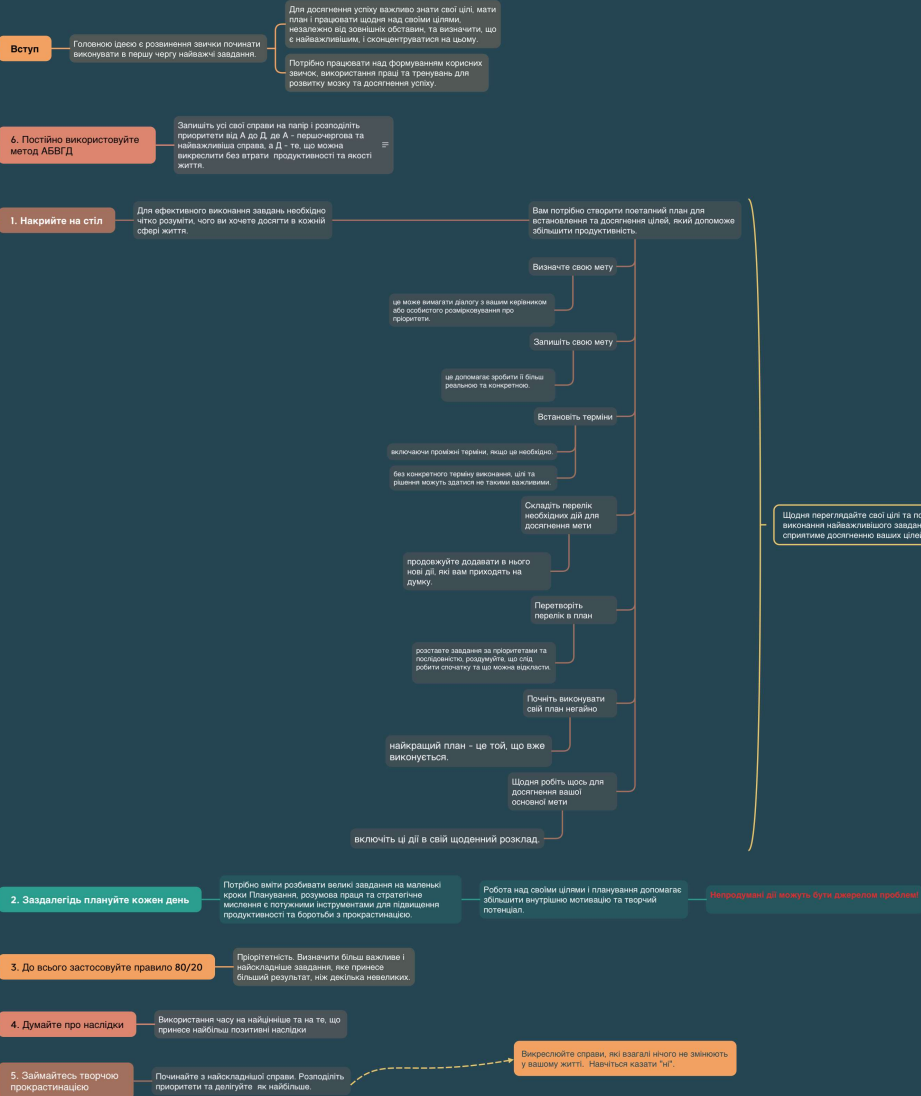 Вступ
Головною ідеєю є розвинення звички починати
виконувати в першу чергу найважчі завдання.
Для досягнення успіху важливо знати свої цілі, мати
план і працювати щодня над своїми цілями,
незалежно від зовнішніх обставин, та визначити, що
є найважливішим, і сконцентруватися на цьому.
Потрібно працювати над формуванням корисних
звичок, використання праці та тренувань для
розвитку мозку та досягнення успіху.
6. Постійно використовуйте
метод АБВГД
Запишіть усі свої справи на папір і розподіліть
приоритети від А до Д, де А - першочергова та
найважливіша справа, а Д - те, що можна
викреслити без втрати продуктивності та якості
життя.
1. Накрийте на стіл
Для ефективного виконання завдань необхідно
чітко розуміти, чого ви хочете досягти в кожній
сфері життя.
Вам потрібно створити поетапний план для
встановлення та досягнення цілей, який допоможе
збільшити продуктивність.
Визначте свою мету
це може вимагати діалогу з вашим керівником
або особистого розмірковування про
пріоритети.
Запишіть свою мету
це допомагає зробити її більш
реальною та конкретною.
Встановіть терміни
включаючи проміжні терміни, якщо це необхідно.
без конкретного терміну виконання, цілі та
рішення можуть здатися не такими важливими.
Складіть перелік
необхідних дій для
досягнення мети
продовжуйте додавати в нього
нові дії, які вам приходять на
думку.
Перетворіть
перелік в план
розставте завдання за пріоритетами та
послідовністю, роздумуйте, що слід
робити спочатку та що можна відкласти.
Почніть виконувати
свій план негайно
найкращий план - це той, що вже
виконується.
Щодня робіть щось для
досягнення вашої
основної мети
включіть ці дії в свій щоденний розклад.
Щодня переглядайте свої цілі та
виконання найважливішого
сприятиме досягненню ваших
2. Заздалегідь плануйте кожен день
Потрібно вміти розбивати великі завдання на маленькі
кроки Планування, розумова праця та стратегічне
мислення є потужними інструментами для підвищення
продуктивності та боротьби з прокрастинацією.
Робота над своїми цілями і планування допомагає
збільшити внутрішню мотивацію та творчий
потенціал.
Непродумані дії можуть бути джерелом проблем!
3. До всього застосовуйте правило 80/20
Пріорітетність. Визначити більш важливе і
найскладніше завдання, яке принесе
більший результат, ніж декілька невеликих.
4. Думайте про наслідки
Використання часу на найцінніше та на те, що
принесе найбільш позитивні наслідки
5. Займайтесь творчою
прокрастинацією
Починайте з найскладнішої справи. Розподіліть
приоритети та делігуйте як найбільше.
Викреслюйте справи, які взагалі нічого не змінюють
у вашому житті. Навчіться казати "ні".